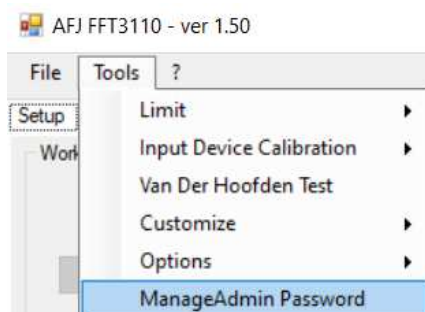 AFJ FFT3110 - ver 1.50
File Tools ?
Setup
Limit
Work
Input Device Calibration
Van Der Hoofden Test
Customize
Options
ManageAdmin Password